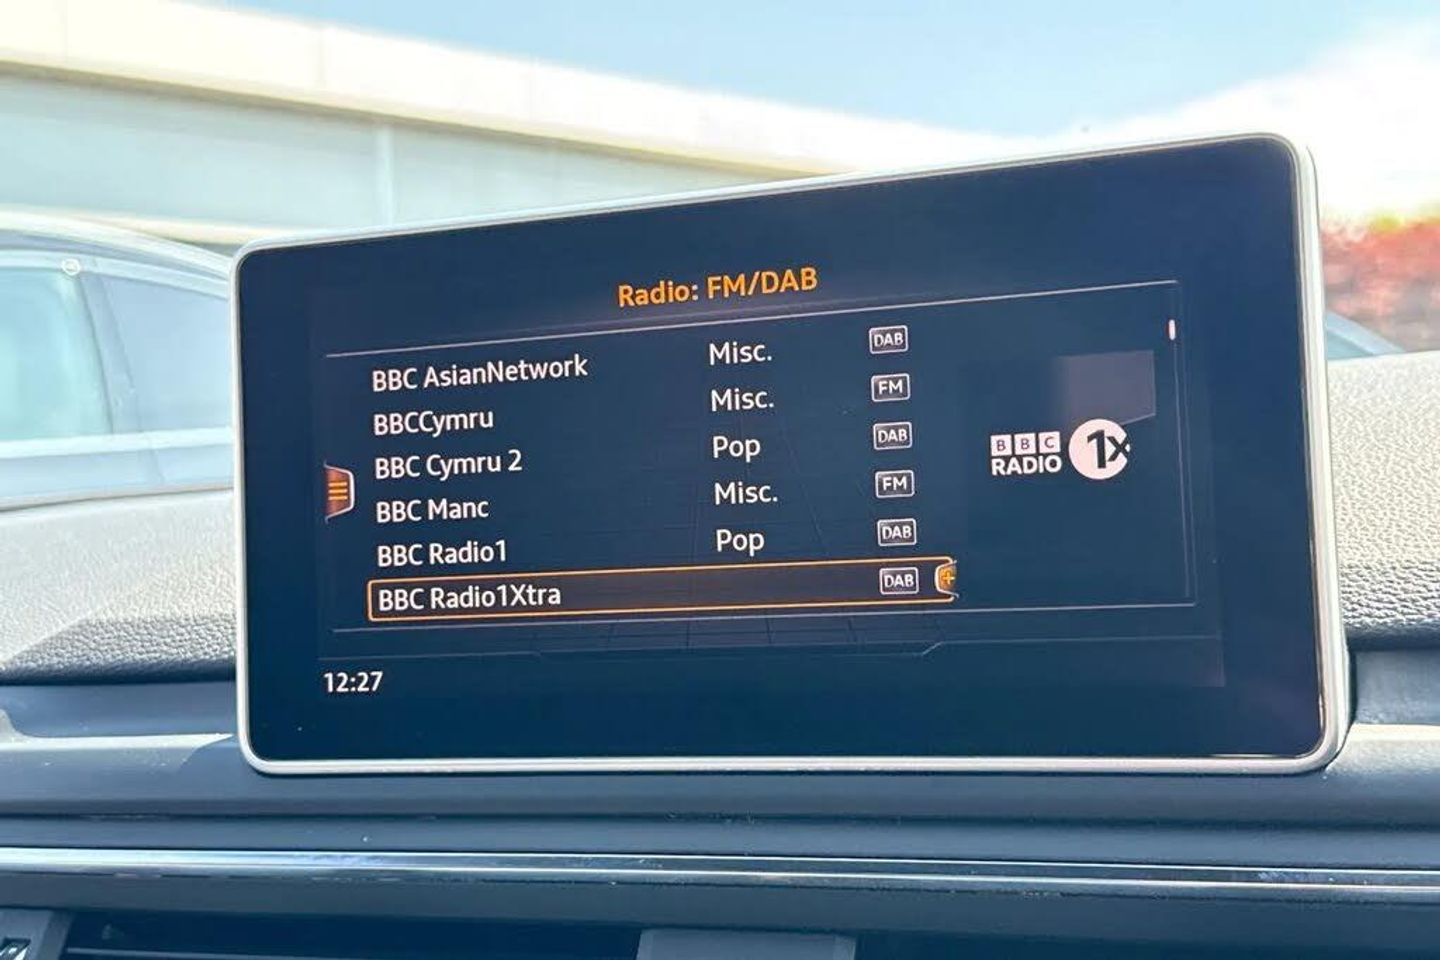 Radio: FM/DAB
BBC AsianNetwork Misc. DAB
BBCCymru Misc. FM
BBC Cymru 2 Pop DAB
BBC Manc Misc. FM
BBC Radio1 Pop DAB
BBC Radio1Xtra DAB
BBC
RADIO 1X
12:27